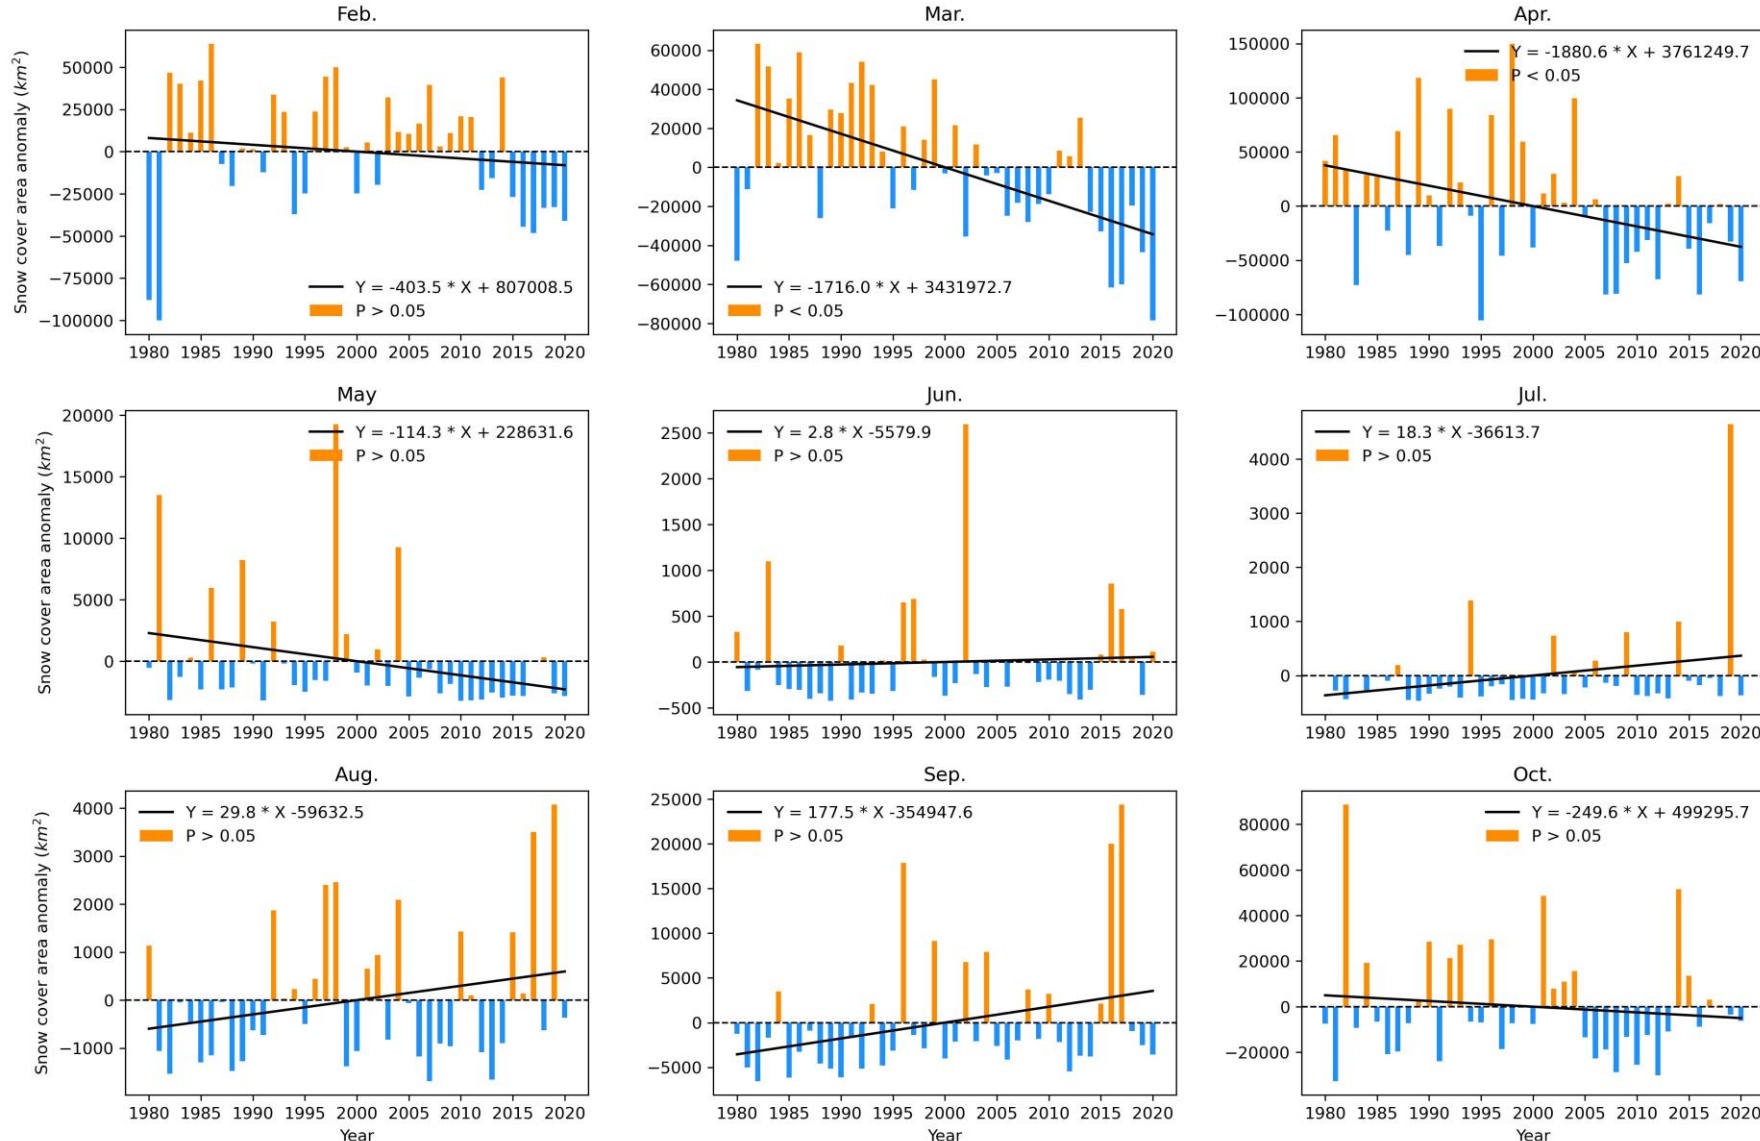 Feb.
Mar.
Apr.
Snow cover area anomaly (km²)
50000
25000
0
−25000
−50000
−75000
−100000
Y = -403.5 * X + 807008.5
P > 0.05
1980 1985 1990 1995 2000 2005 2010 2015 2020
60000
40000
20000
0
−20000
−40000
−60000
−80000
Y = -1716.0 * X + 3431972.7
P < 0.05
1980 1985 1990 1995 2000 2005 2010 2015 2020
150000
100000
50000
0
−50000
−100000
Y = -1880.6 * X + 3761249.7
P < 0.05
1980 1985 1990 1995 2000 2005 2010 2015 2020
May
Jun.
Jul.
Snow cover area anomaly (km²)
20000
15000
10000
5000
0
Y = -114.3 * X + 228631.6
P > 0.05
1980 1985 1990 1995 2000 2005 2010 2015 2020
2500
2000
1500
1000
500
0
−500
Y = 2.8 * X -5579.9
P > 0.05
1980 1985 1990 1995 2000 2005 2010 2015 2020
4000
3000
2000
1000
0
Y = 18.3 * X -36613.7
P > 0.05
1980 1985 1990 1995 2000 2005 2010 2015 2020
Aug.
Sep.
Oct.
Snow cover area anomaly (km²)
4000
3000
2000
1000
0
−1000
Y = 29.8 * X -59632.5
P > 0.05
1980 1985 1990 1995 2000 2005 2010 2015 2020
Year
25000
20000
15000
10000
5000
0
−5000
Y = 177.5 * X -354947.6
P > 0.05
1980 1985 1990 1995 2000 2005 2010 2015 2020
Year
80000
60000
40000
20000
0
−20000
Y = -249.6 * X + 499295.7
P > 0.05
1980 1985 1990 1995 2000 2005 2010 2015 2020
Year